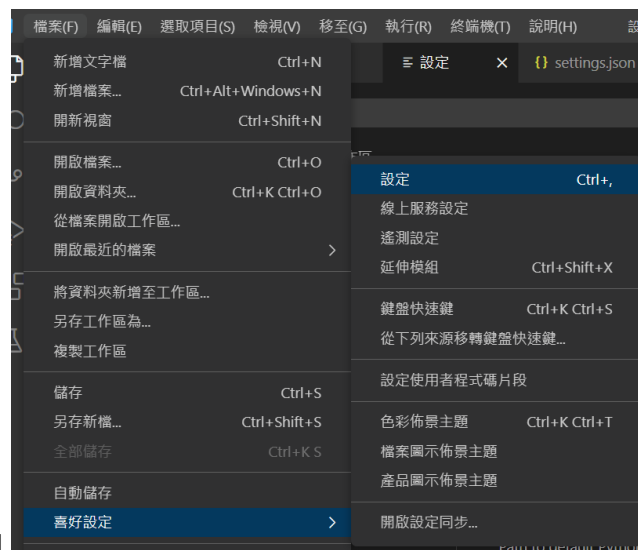 檔案(F) 編輯(E) 選取項目(S) 檢視(V) 移至(G) 執行(R) 終端機(T) 說明(H)
新增文字檔 Ctrl+N
新增檔案... Ctrl+Alt+Windows+N
開新視窗 Ctrl+Shift+N
開啟檔案... Ctrl+O
開啟資料夾... Ctrl+K Ctrl+O
從檔案開啟工作區...
開啟最近的檔案
將資料夾新增至工作區...
另存工作區為...
複製工作區
儲存 Ctrl+S
另存新檔... Ctrl+Shift+S
全部儲存 Ctrl+K S
自動儲存
喜好設定
設定
{} settings.json
設定 Ctrl+,
線上服務設定
遙測設定
延伸模組 Ctrl+Shift+X
鍵盤快速鍵 Ctrl+K Ctrl+S
從下列來源移轉鍵盤快速鍵...
設定使用者程式碼片段
色彩佈景主題 Ctrl+K Ctrl+T
檔案圖示佈景主題
產品圖示佈景主題
開啟設定同步...